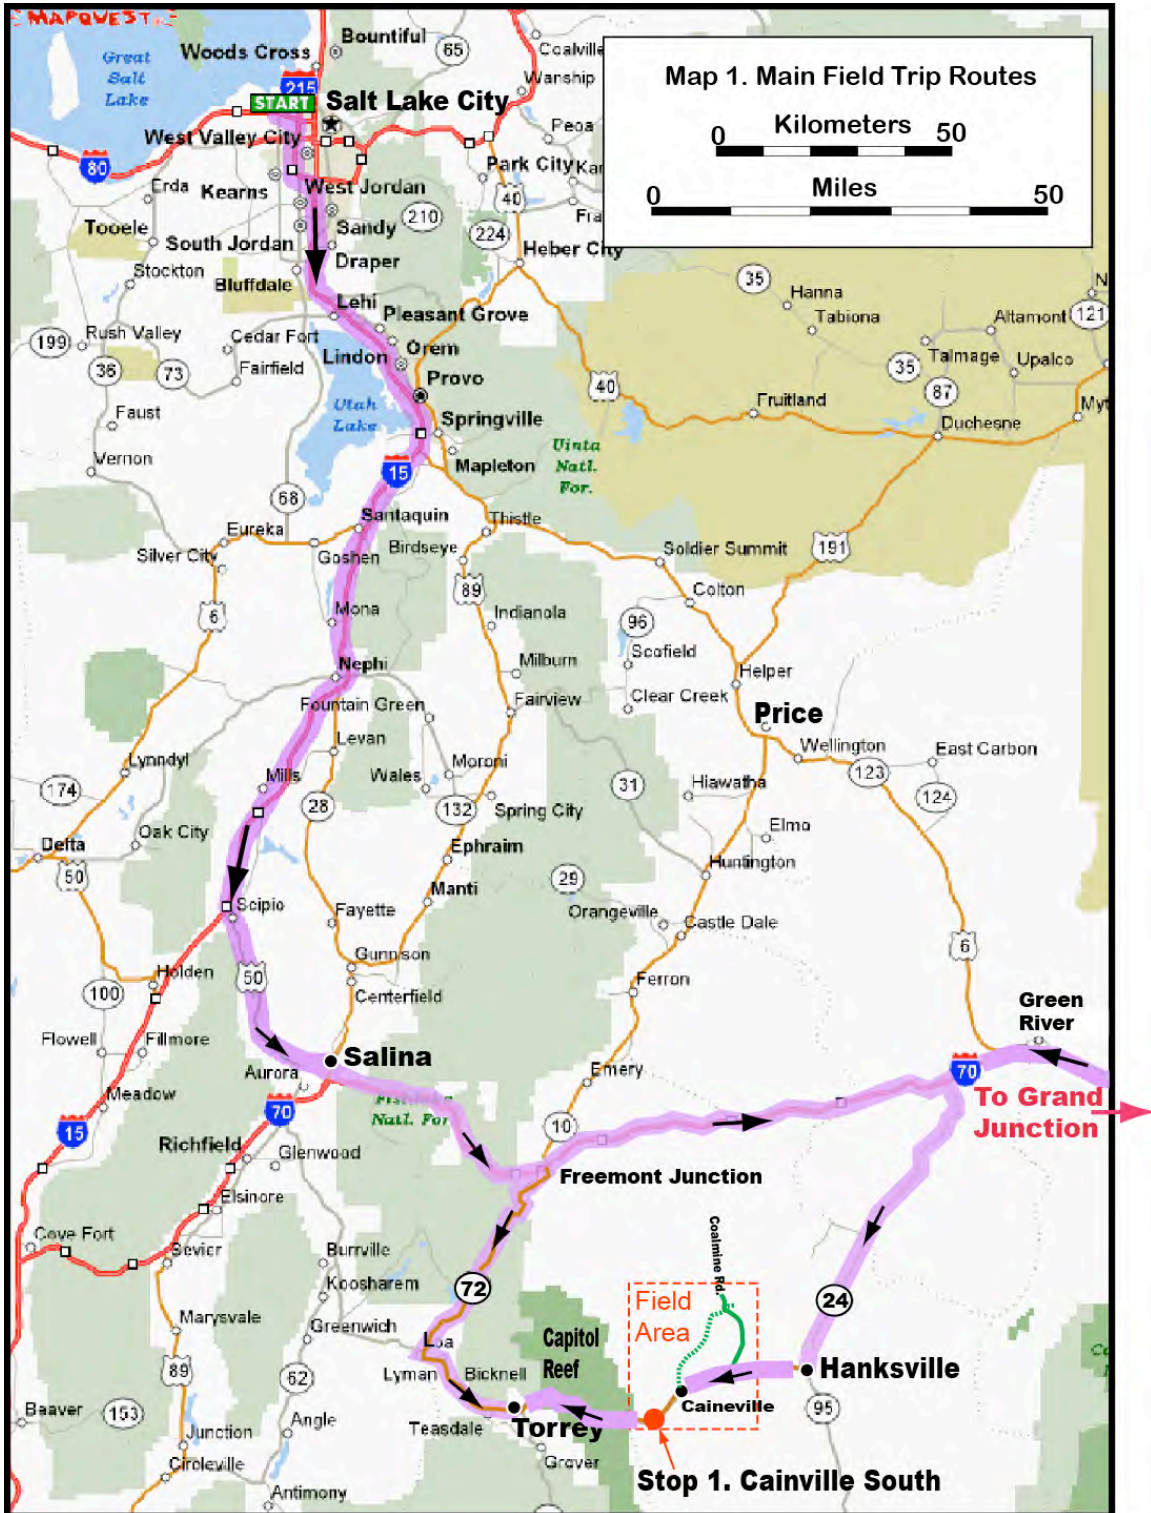 MAPQUEST
Great
Salt
Lake
Woods Cross
Bountiful
65
Coalville
Wanship
215
START
Salt Lake City
West Valley City
Peoa
80
Park City
Kar
Erda
Kearns
West Jordan
40
Fra
210
224
Tooele
South Jordan
Sandy
Heber City
Map 1. Main Field Trip Routes
0 Kilometers 50
Miles
0 50
Draper
Stockton
Bluffdale
35
Hanna
N
121
Lehi
Pleasant Grove
Tabiona
Altamont
199
Rush Valley
Cedar Fort
Lindon
Orem
Talmage
Upalco
36
73
Fairfield
Provo
40
35
87
Fruitland
Myt
Faust
Utah
Lake
Springville
Duchesne
Vernon
Mapleton
Uinta
Natl.
For.
15
68
Santaquin
Thistle
Eureka
Goshen
Birdseye
Soldier Summit
191
Silver City
89
Colton
6
Mona
Indianola
96
Scofield
Nephi
Milburn
Helper
Fountain Green
Fairview
Clear Creek
Price
Levan
Wellington
East Carbon
Lynndyl
Mills
Wales
Moroni
123
174
28
132
Spring City
31
Hiawatha
124
Oak City
Elmo
Delta
Ephraim
Huntington
50
Manti
29
Scipio
Fayette
Orangeville
Castle Dale
6
Gunnison
Holden
50
100
Centerfield
Ferron
Green
River
Flowell
Fillmore
Salina
Aurora
Emery
70
Meadow
70
Natl. For
To Grand
Junction
15
Richfield
10
Glenwood
Freemont Junction
Elsinore
Cove Fort
Sevier
Burrville
Coalmine Rd.
Koosharem
72
Field
Area
24
Marysvale
Greenwich
Loa
Capitol
Reef
89
Lyman
Bicknell
Hanksville
62
Caineville
Beaver
153
Angle
Teasdale
Torrey
95
Junction
Grover
Circleville
Stop 1. Cainville South
Antimony